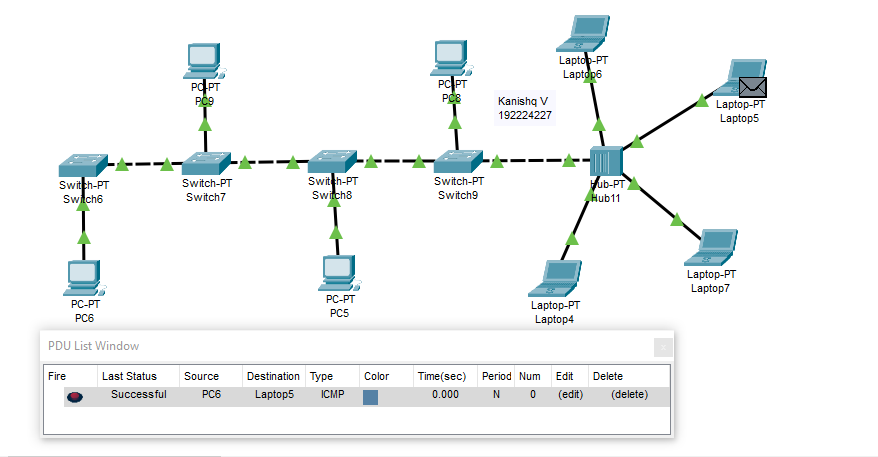 Laptop-PT
Laptop6
PC-PT
PC9
PC-PT
PC8
Kanishq V
192224227
Laptop-PT
Laptop5
Switch-PT
Switch6
Switch-PT
Switch7
Switch-PT
Switch8
Switch-PT
Switch9
Hub-PT
Hub11
Laptop-PT
Laptop7
PC-PT
PC6
PC-PT
PC5
Laptop-PT
Laptop4
PDU List Window
x
Fire Last Status Source Destination Type Color Time(sec) Period Num Edit Delete
Successful PC6 Laptop5 ICMP 0.000 N 0 (edit) (delete)